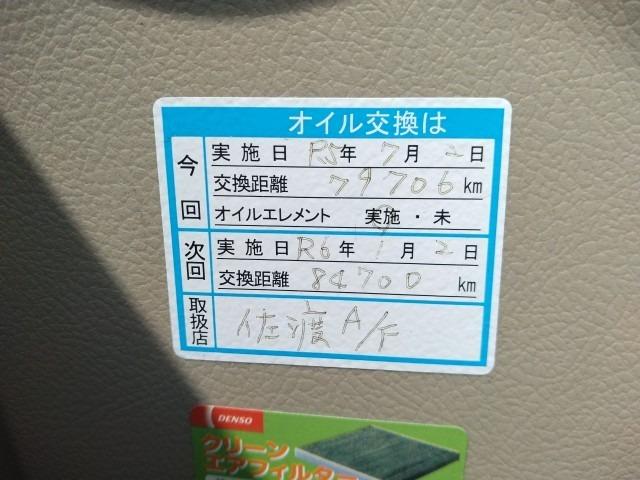 オイル交換は
今回
実施日 R5年 7月 2日
交換距離 79706 km
オイルエレメント 実施・未
次回
実施日 R6年 1月 2日
交換距離 84700 km
取扱店
佐渡 A/F
DENSO
クリーン
エアフィルター